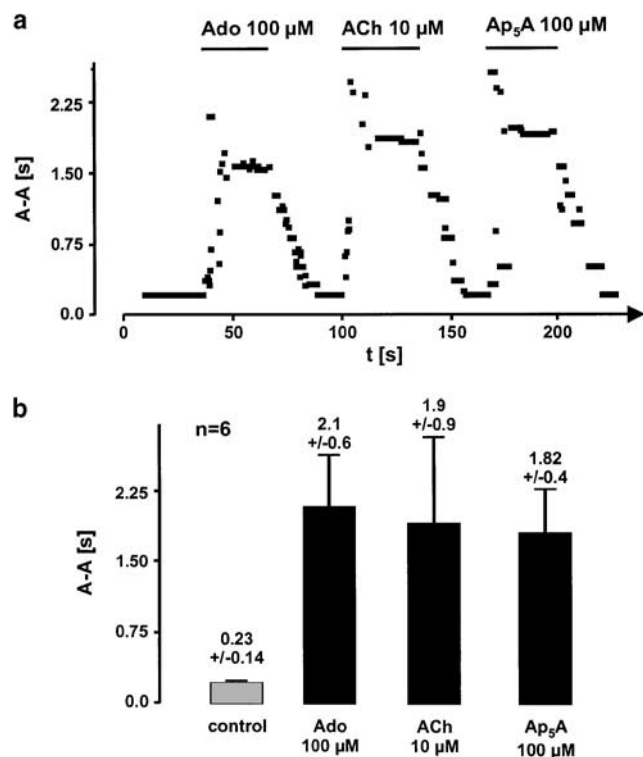 a
Ado 100 µM ACh 10 µM Ap₅A 100 µM
2.25
1.50
0.75
0.0
A-A [s]
0 50 100 150 200
t [s]
b
n=6
2.1
+/-0.6
1.9
+/-0.9
1.82
+/-0.4
0.23
+/-0.14
2.25
1.50
0.75
0.0
A-A [s]
control Ado ACh Ap₅A
100 µM 10 µM 100 µM